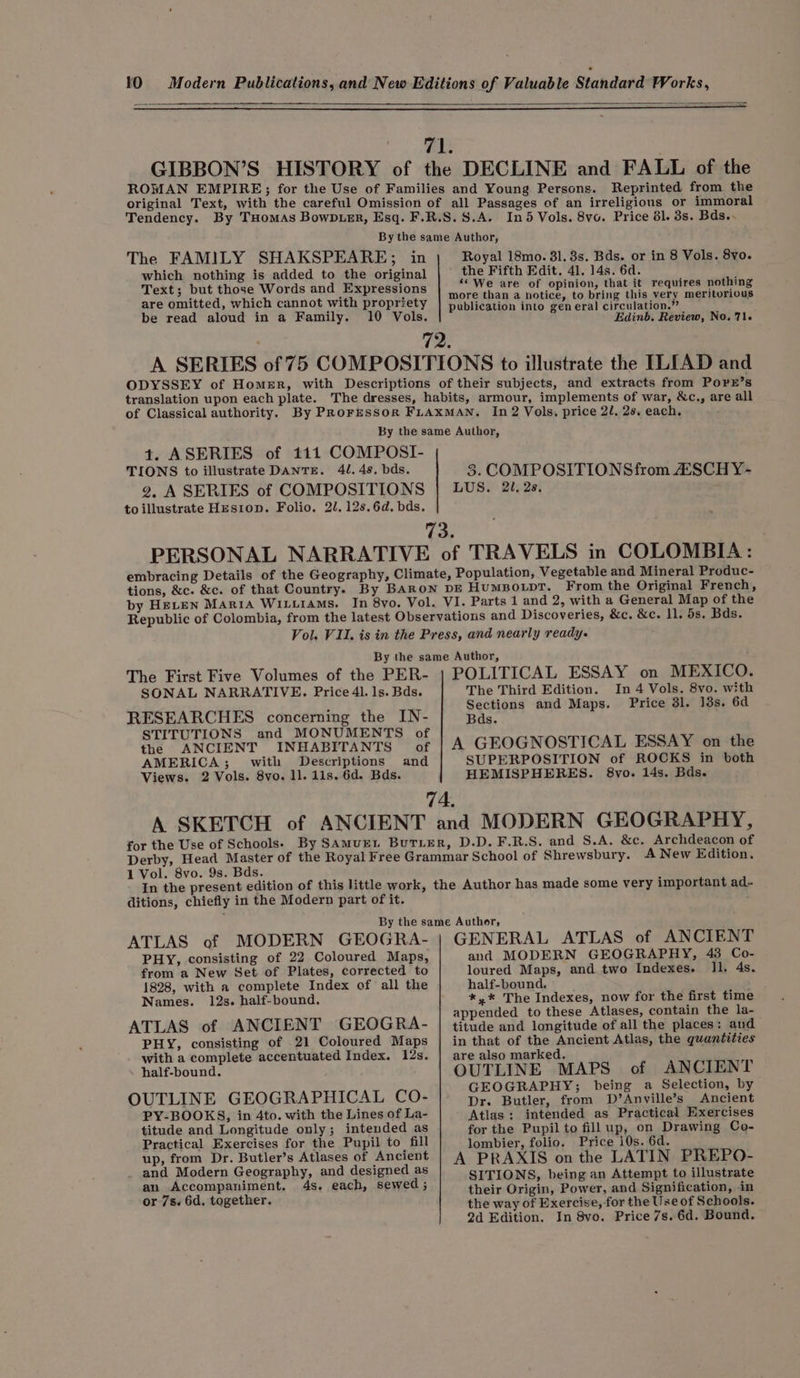 10 Modern Publications, and New Editions of Valuable Standard Works,
71.
GIBBON'S HISTORY of the DECLINE and FALL of the
ROMAN EMPIRE; for the Use of Families and Young Persons. Reprinted from the
original Text, with the careful Omission of all Passages of an irreligious or immoral
Tendency. By THOMAS BOWDLER, Esq. F.R.S. S.A. In 5 Vols. 8vo. Price 3l. 3s. Bds.
By the same Author,
The FAMILY SHAKSPEARE; in
which nothing is added to the original
Text; but those Words and Expressions
are omitted, which cannot with propriety
be read aloud in a Family. 10 Vols.
Royal 18mo. 3l. 3s. Bds. or in 8 Vols. 8vo.
the Fifth Edit. 4l. 14s. 6d.
"We are of opinion, that it requires nothing
more than a notice, to bring this very meritorious
publication into general circulation."
Edinb. Review, No. 71.
72.
A SERIES of 75 COMPOSITIONS to illustrate the ILIAD and
ODYSSEY of HOMER, with Descriptions of their subjects, and extracts from POPE'S
translation upon each plate. The dresses, habits, armour, implements of war, &c., are all
of Classical authority. By PROFESSOR FLAXMAN. In 2 Vols. price 2l. 2s. each.
By the same Author,
1. A SERIES of 111 COMPOSI-
TIONS to illustrate DANTE. 4l. 4s. bds.
2. A SERIES of COMPOSITIONS
to illustrate HESIOD. Folio. 2l. 12s. 6d. bds.
3. COMPOSITIONS from ÆSCHY-
LUS. 2l. 2s.
73.
PERSONAL NARRATIVE of TRAVELS in COLOMBIA:
embracing Details of the Geography, Climate, Population, Vegetable and Mineral Produc-
tions, &c. &c. of that Country. By BARON DE HUMBOLDT. From the Original French,
by HELEN MARIA WILLIAMS. In 8vo. Vol. VI. Parts 1 and 2, with a General Map of the
Republic of Colombia, from the latest Observations and Discoveries, &c. &c. 1l. 5s. Bds.
Vol. VII. is in the Press, and nearly ready.
By the same Author,
The First Five Volumes of the PER-
SONAL NARRATIVE. Price 4l. 1s. Bds.
RESEARCHES concerning the IN-
STITUTIONS and MONUMENTS of
the ANCIENT INHABITANTS of
AMERICA; with Descriptions and
Views. 2 Vols. 8vo. 1l. 11s. 6d. Bds.
POLITICAL ESSAY on MEXICO.
The Third Edition. In 4 Vols. 8vo. with
Sections and Maps. Price 3l. 13s. 6d
Bds.
A GEOGNOSTICAL ESSAY on the
SUPERPOSITION of ROCKS in both
HEMISPHERES. 8vo. 14s. Bds.
74.
A SKETCH of ANCIENT and MODERN GEOGRAPHY,
for the Use of Schools. By SAMUEL BUTLER, D.D. F.R.S. and S.A. &c. Archdeacon of
Derby, Head Master of the Royal Free Grammar School of Shrewsbury. A New Edition.
1 Vol. 8vo. 9s. Bds.
In the present edition of this little work, the Author has made some very important ad-
ditions, chiefly in the Modern part of it.
By the same Author,
ATLAS of MODERN GEOGRA-
PHY, consisting of 22 Coloured Maps,
from a New Set of Plates, corrected to
1828, with a complete Index of all the
Names. 12s. half-bound.
ATLAS of ANCIENT GEOGRA-
PHY, consisting of 21 Coloured Maps
with a complete accentuated Index. 12s.
half-bound.
OUTLINE GEOGRAPHICAL CO-
PY-BOOKS, in 4to. with the Lines of La-
titude and Longitude only; intended as
Practical Exercises for the Pupil to fill
up, from Dr. Butler's Atlases of Ancient
and Modern Geography, and designed as
an Accompaniment. 4s. each, sewed;
or 7s. 6d. together.
GENERAL ATLAS of ANCIENT
and MODERN GEOGRAPHY, 43 Co-
loured Maps, and two Indexes. 1l. 4s.
half-bound.
*** The Indexes, now for the first time
appended to these Atlases, contain the la-
titude and longitude of all the places: and
in that of the Ancient Atlas, the quantities
are also marked.
OUTLINE MAPS of ANCIENT
GEOGRAPHY; being a Selection, by
Dr. Butler, from D'Anville's Ancient
Atlas: intended as Practical Exercises
for the Pupil to fill up, on Drawing Co-
lombier, folio. Price 10s. 6d.
A PRAXIS on the LATIN PREPO-
SITIONS, being an Attempt to illustrate
their Origin, Power, and Signification, in
the way of Exercise, for the Use of Schools.
2d Edition. In 8vo. Price 7s. 6d. Bound.